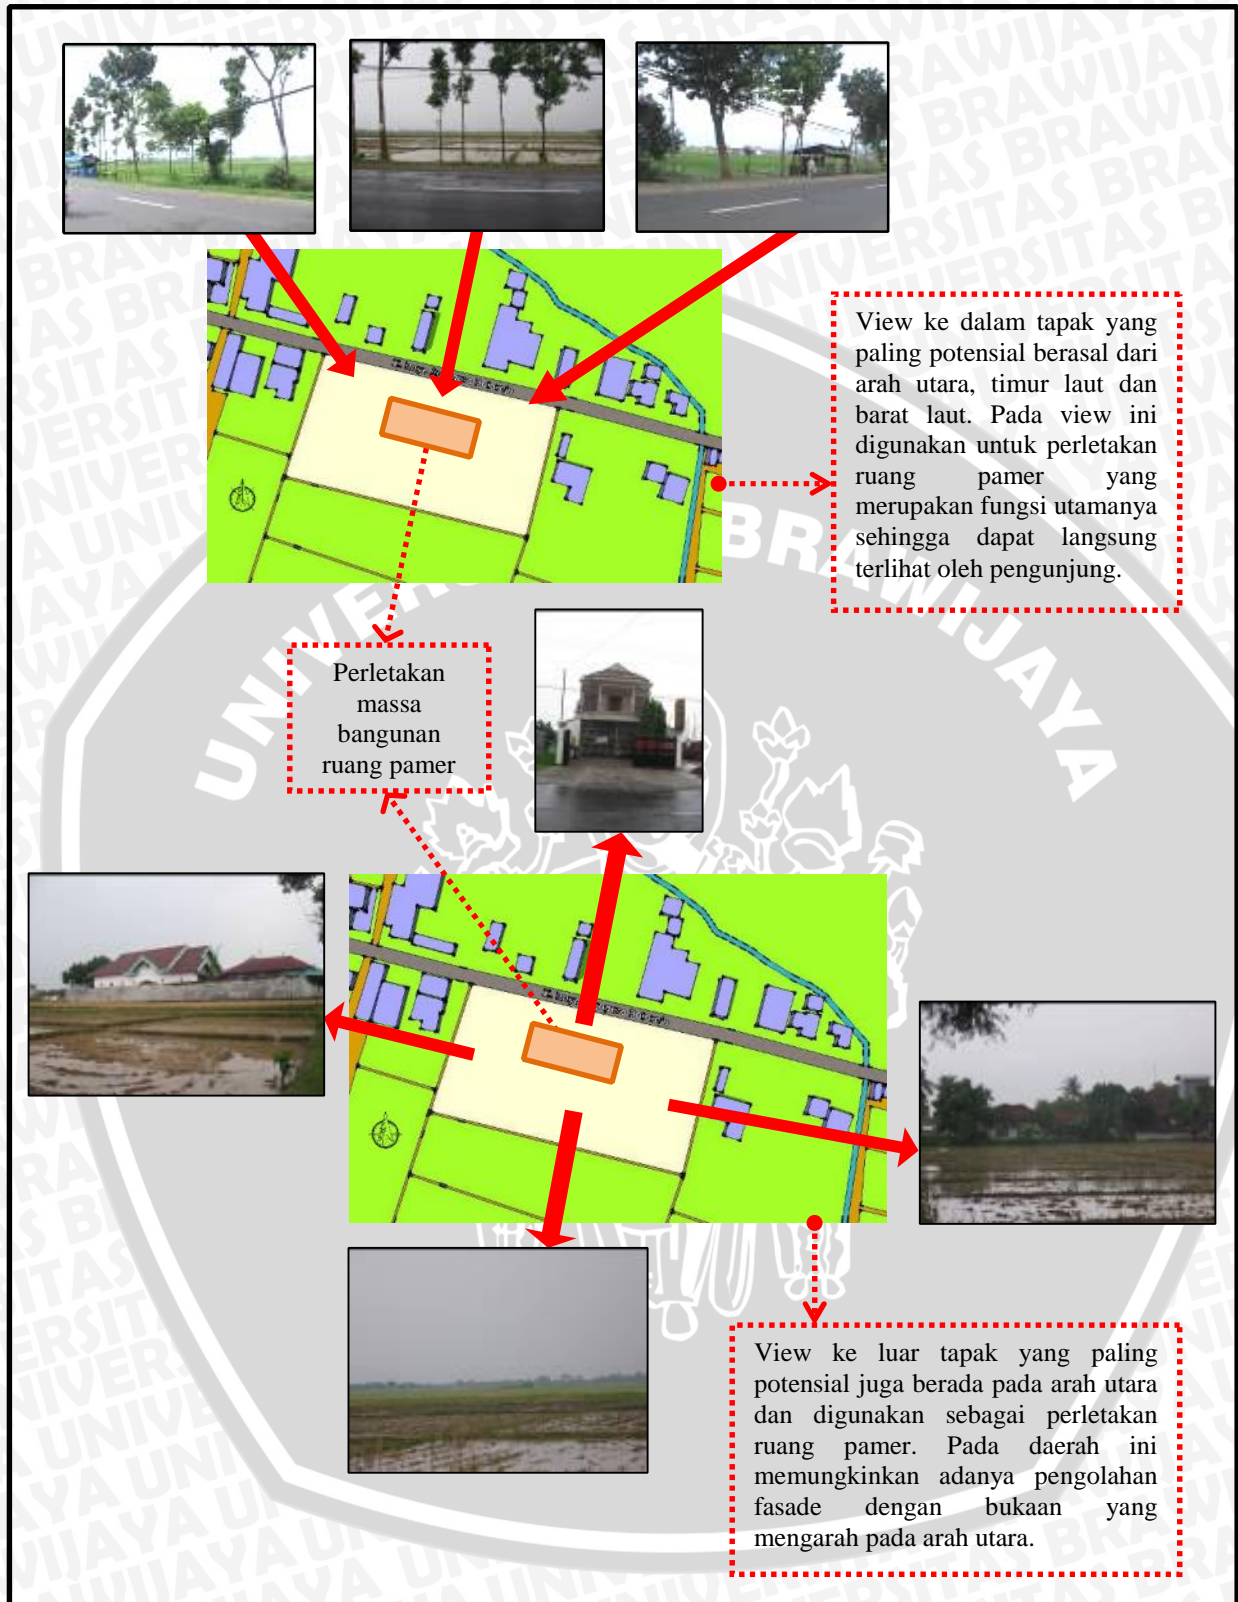 View ke dalam tapak yang
paling potensial berasal dari
arah utara, timur laut dan
barat laut. Pada view ini
digunakan untuk perletakan
ruang pamer yang
merupakan fungsi utamanya
sehingga dapat langsung
terlihat oleh pengunjung.
Perletakan
massa
bangunan
ruang pamer
View ke luar tapak yang paling
potensial juga berada pada arah utara
dan digunakan sebagai perletakan
ruang pamer. Pada daerah ini
memungkinkan adanya pengolahan
fasade dengan bukaan yang
mengarah pada arah utara.
UNIVERSITAS BRAWIJAYA